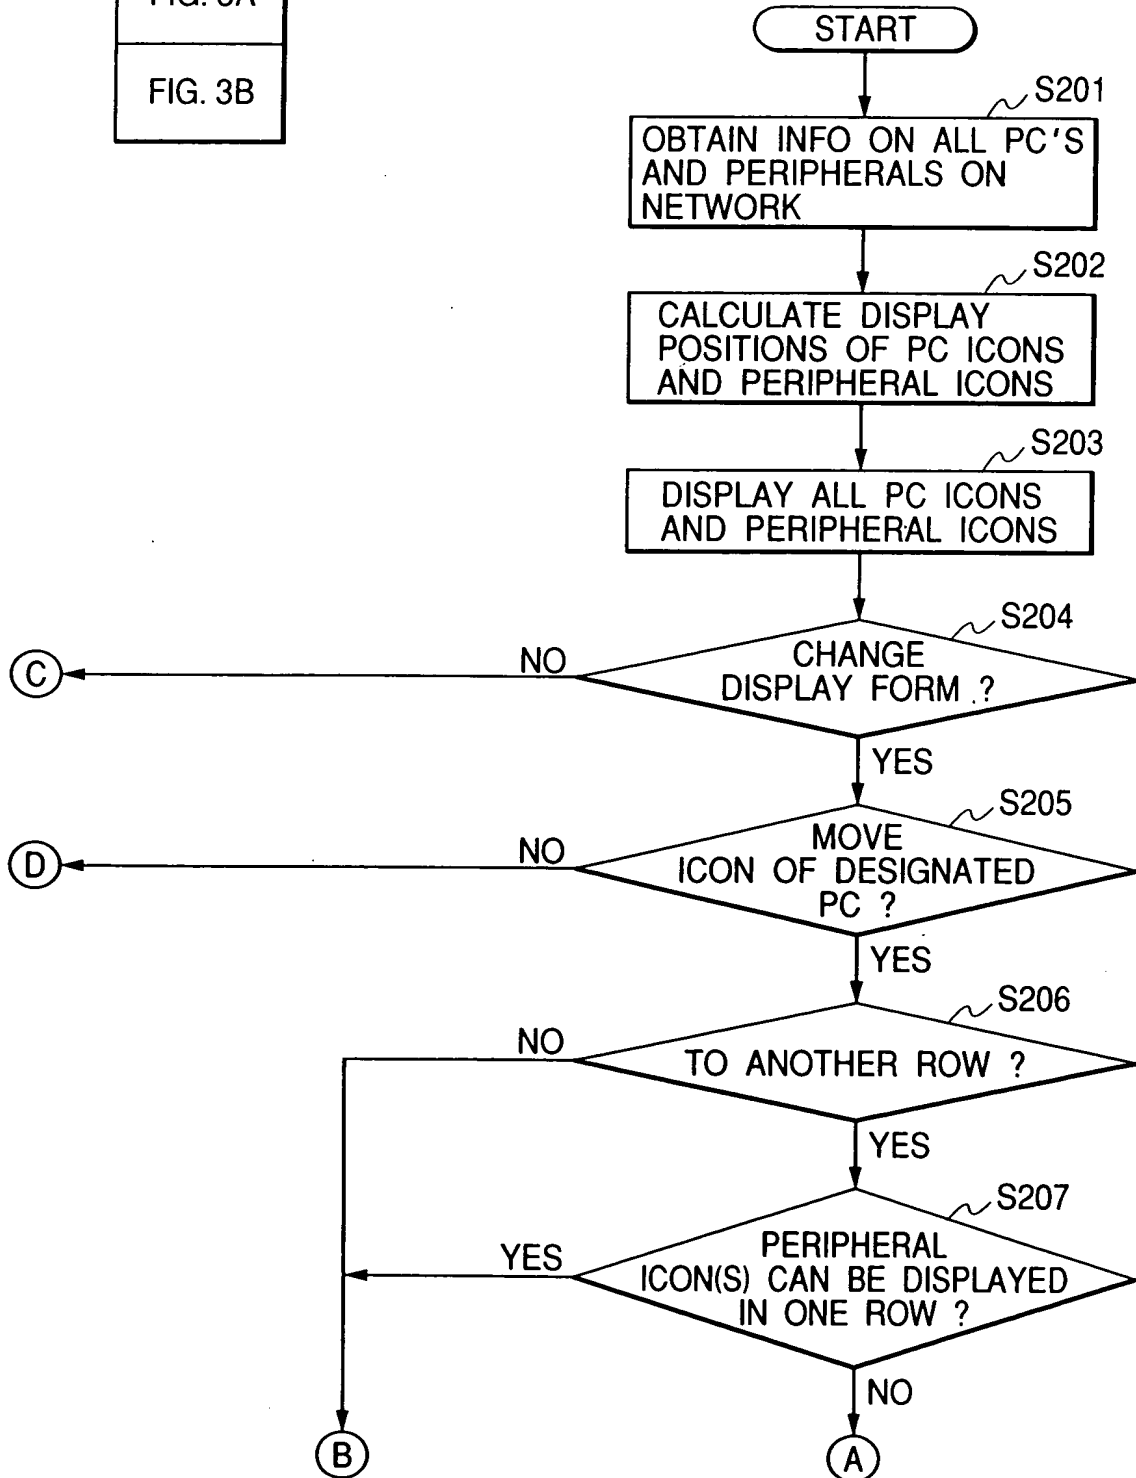 FIG. 3A
FIG. 3B
START
S201
OBTAIN INFO ON ALL PC'S
AND PERIPHERALS ON
NETWORK
S202
CALCULATE DISPLAY
POSITIONS OF PC ICONS
AND PERIPHERAL ICONS
S203
DISPLAY ALL PC ICONS
AND PERIPHERAL ICONS
S204
CHANGE
DISPLAY FORM ?
NO
C
YES
S205
MOVE
ICON OF DESIGNATED
PC ?
NO
D
YES
S206
TO ANOTHER ROW ?
NO
YES
S207
PERIPHERAL
ICON(S) CAN BE DISPLAYED
IN ONE ROW ?
YES
NO
B
A